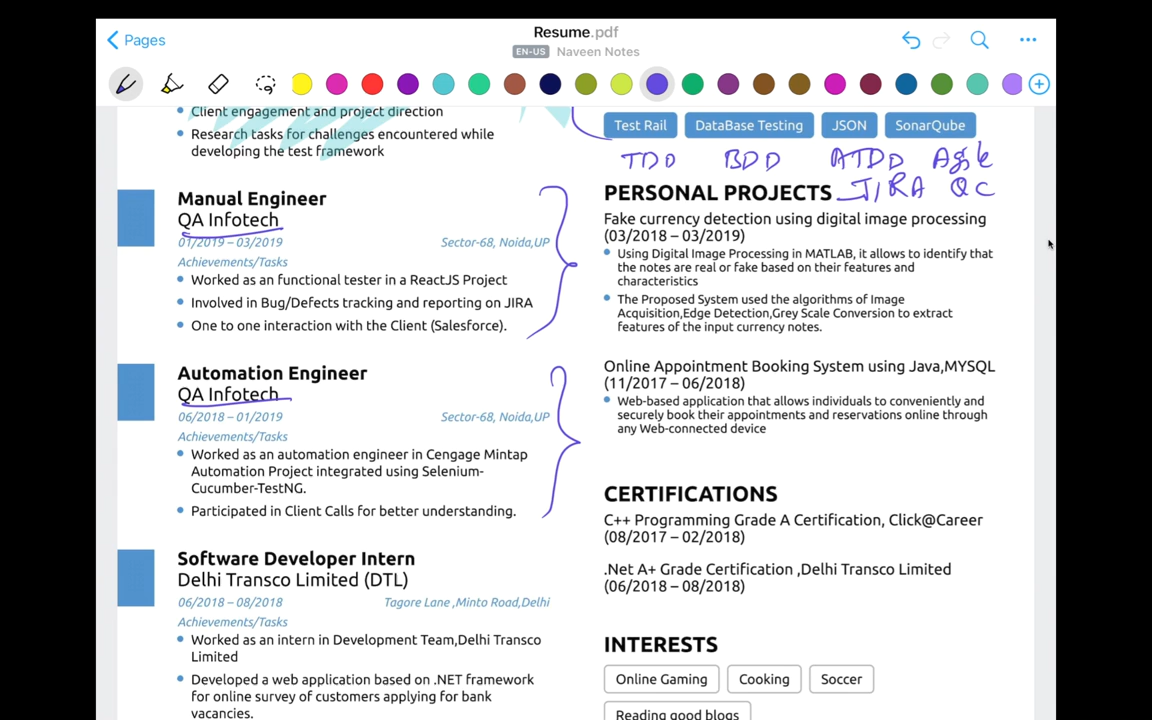 Pages
Resume.pdf
EN-US Naveen Notes
Client engagement and project direction
Research tasks for challenges encountered while
developing the test framework
Manual Engineer
QA Infotech
01/2019 – 03/2019 Sector-68, Noida,UP
Achievements/Tasks
Worked as an functional tester in a ReactJS Project
Involved in Bug/Defects tracking and reporting on JIRA
One to one interaction with the Client (Salesforce).
Automation Engineer
QA Infotech
06/2018 – 01/2019 Sector-68, Noida,UP
Achievements/Tasks
Worked as an automation engineer in Cengage Mintap
Automation Project integrated using Selenium-
Cucumber-TestNG.
Participated in Client Calls for better understanding.
Software Developer Intern
Delhi Transco Limited (DTL)
06/2018 – 08/2018 Tagore Lane ,Minto Road,Delhi
Achievements/Tasks
Worked as an intern in Development Team,Delhi Transco
Limited
Developed a web application based on .NET framework
for online survey of customers applying for bank
vacancies.
Test Rail DataBase Testing JSON SonarQube
TDD BDD ATDD Agile
JIRA QC
PERSONAL PROJECTS
Fake currency detection using digital image processing
(03/2018 – 03/2019)
Using Digital Image Processing in MATLAB, it allows to identify that
the notes are real or fake based on their features and
characteristics
The Proposed System used the algorithms of Image
Acquisition,Edge Detection,Grey Scale Conversion to extract
features of the input currency notes.
Online Appointment Booking System using Java,MYSQL
(11/2017 – 06/2018)
Web-based application that allows individuals to conveniently and
securely book their appointments and reservations online through
any Web-connected device
CERTIFICATIONS
C++ Programming Grade A Certification, Click@Career
(08/2017 – 02/2018)
.Net A+ Grade Certification ,Delhi Transco Limited
(06/2018 – 08/2018)
INTERESTS
Online Gaming Cooking Soccer
Reading good blogs